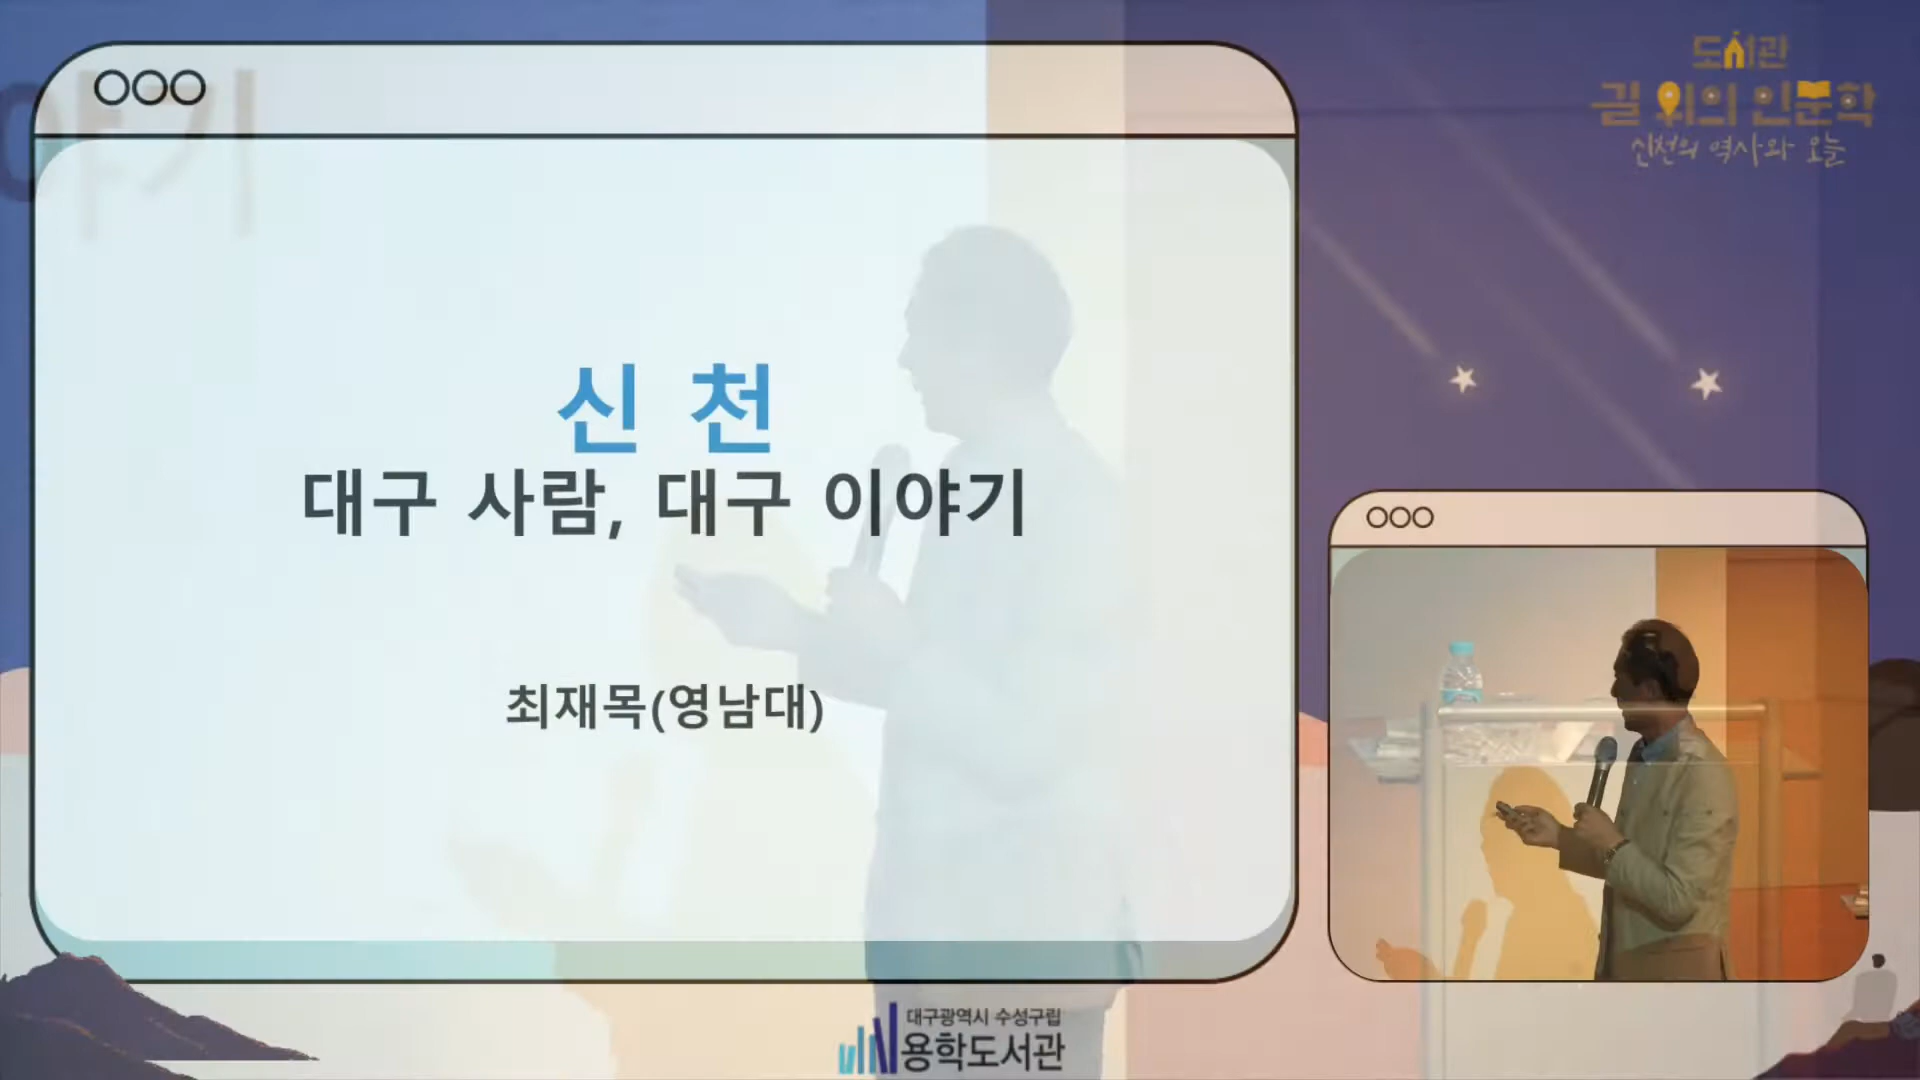 도서관
길 위의 인문학
신천의 역사와 오늘
야기
신 천
대구 사람, 대구 이야기
최재목(영남대)
대구광역시 수성구립
용학도서관